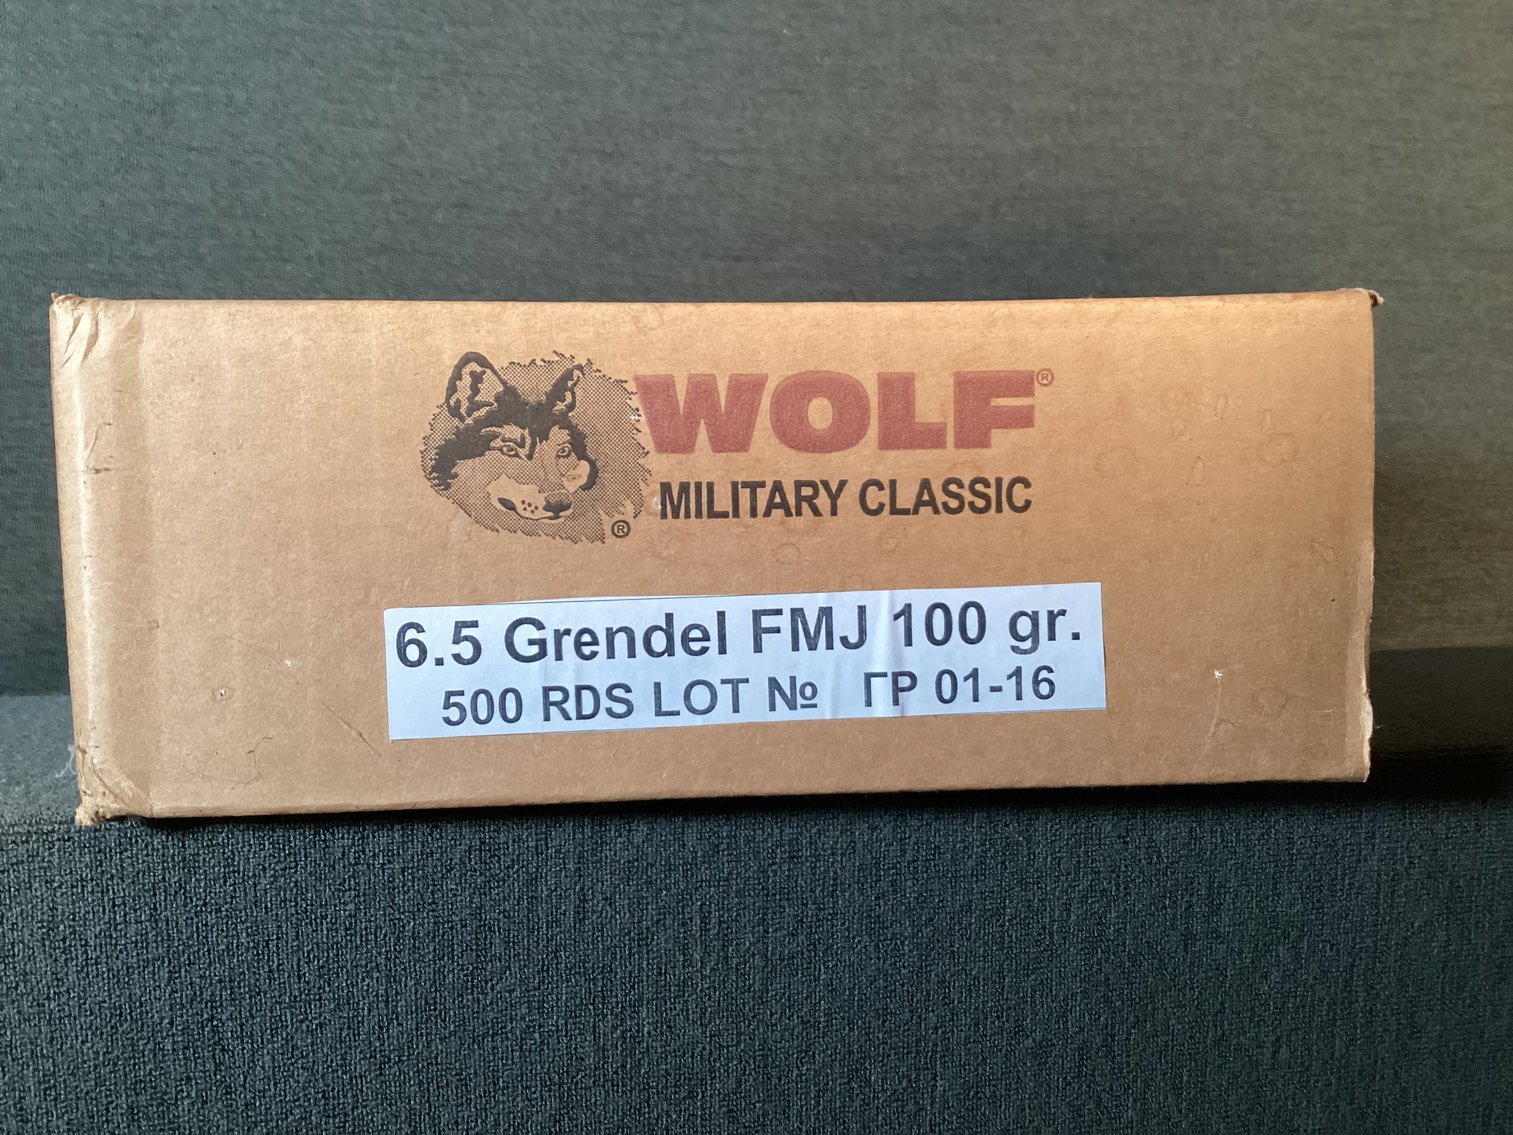 WOLF®
MILITARY CLASSIC
®
6.5 Grendel FMJ 100 gr.
500 RDS LOT № ГР 01-16